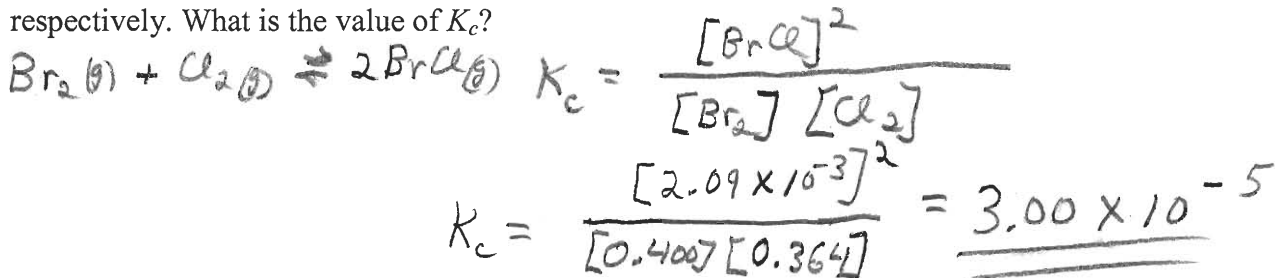 respectively. What is the value of Kc?
Br₂(g) + Cl₂(g) ⇌ 2BrCl(g) Kc = [BrCl]² / [Br₂] [Cl₂]
Kc = [2.09 × 10⁻³]² / [0.400] [0.364] = 3.00 × 10⁻⁵